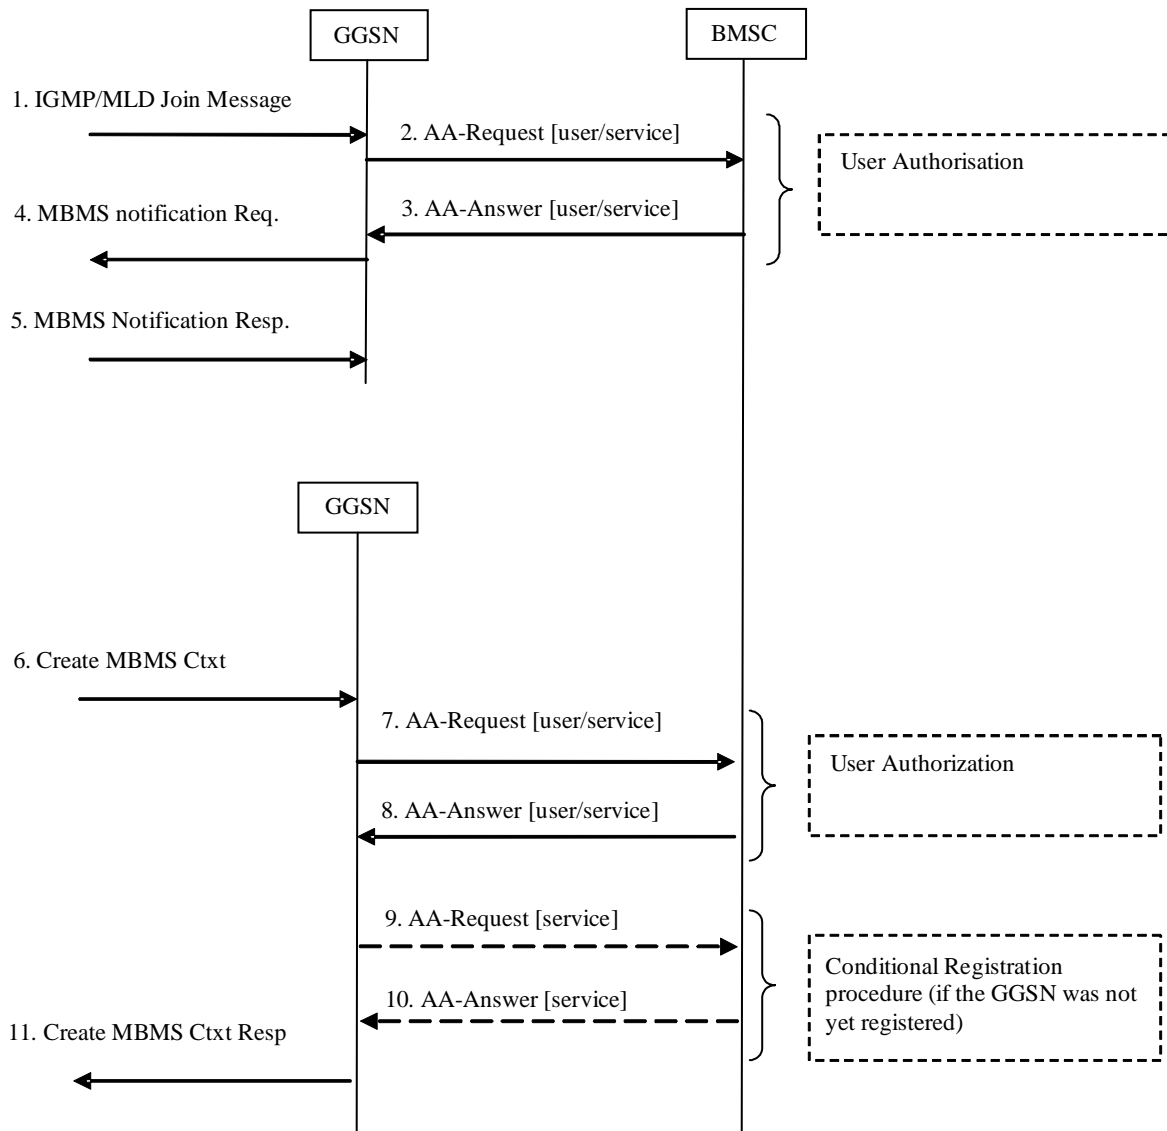 GGSN
BMSC
1. IGMP/MLD Join Message
2. AA-Request [user/service]
User Authorisation
3. AA-Answer [user/service]
4. MBMS notification Req.
5. MBMS Notification Resp.
GGSN
6. Create MBMS Ctxt
7. AA-Request [user/service]
User Authorization
8. AA-Answer [user/service]
9. AA-Request [service]
Conditional Registration
procedure (if the GGSN was not
yet registered)
10. AA-Answer [service]
11. Create MBMS Ctxt Resp